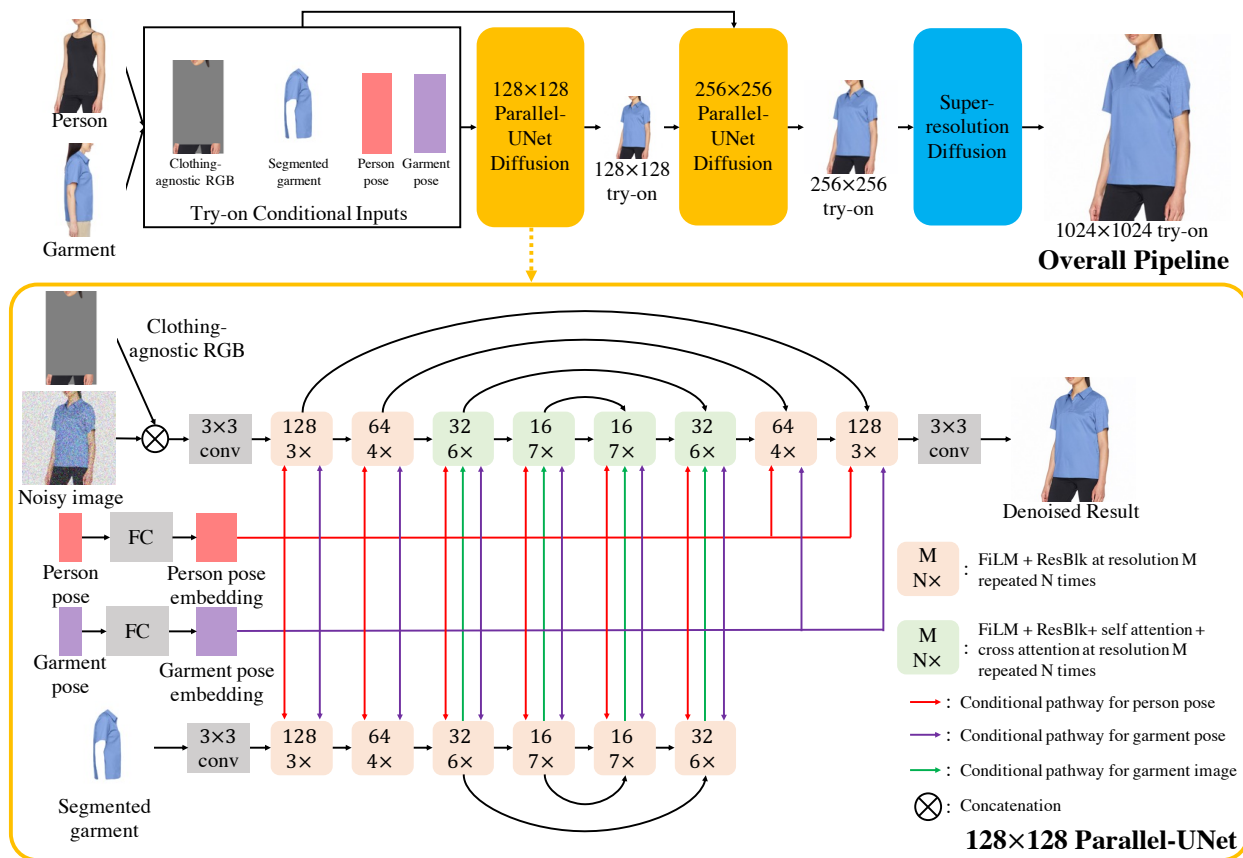 Person
Garment
Clothing-
agnostic RGB
Segmented
garment
Person
pose
Garment
pose
Try-on Conditional Inputs
128×128
Parallel-
UNet
Diffusion
128×128
try-on
256×256
Parallel-
UNet
Diffusion
256×256
try-on
Super-
resolution
Diffusion
1024×1024 try-on
Overall Pipeline
Clothing-
agnostic RGB
Noisy image
3×3
conv
128
3×
64
4×
32
6×
16
7×
16
7×
32
6×
64
4×
128
3×
3×3
conv
Denoised Result
Person
pose
FC
Person pose
embedding
Garment
pose
FC
Garment pose
embedding
Segmented
garment
3×3
conv
128
3×
64
4×
32
6×
16
7×
16
7×
32
6×
M
N×
: FiLM + ResBlk at resolution M
repeated N times
M
N×
: FiLM + ResBlk+ self attention +
cross attention at resolution M
repeated N times
: Conditional pathway for person pose
: Conditional pathway for garment pose
: Conditional pathway for garment image
: Concatenation
128×128 Parallel-UNet